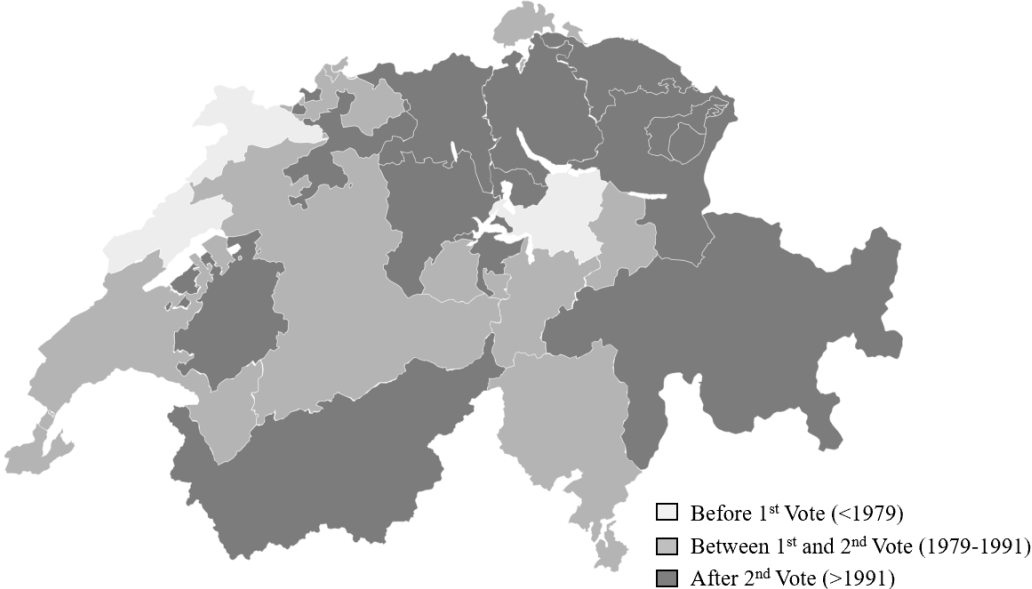 Before 1st Vote (<1979)
Between 1st and 2nd Vote (1979-1991)
After 2nd Vote (>1991)